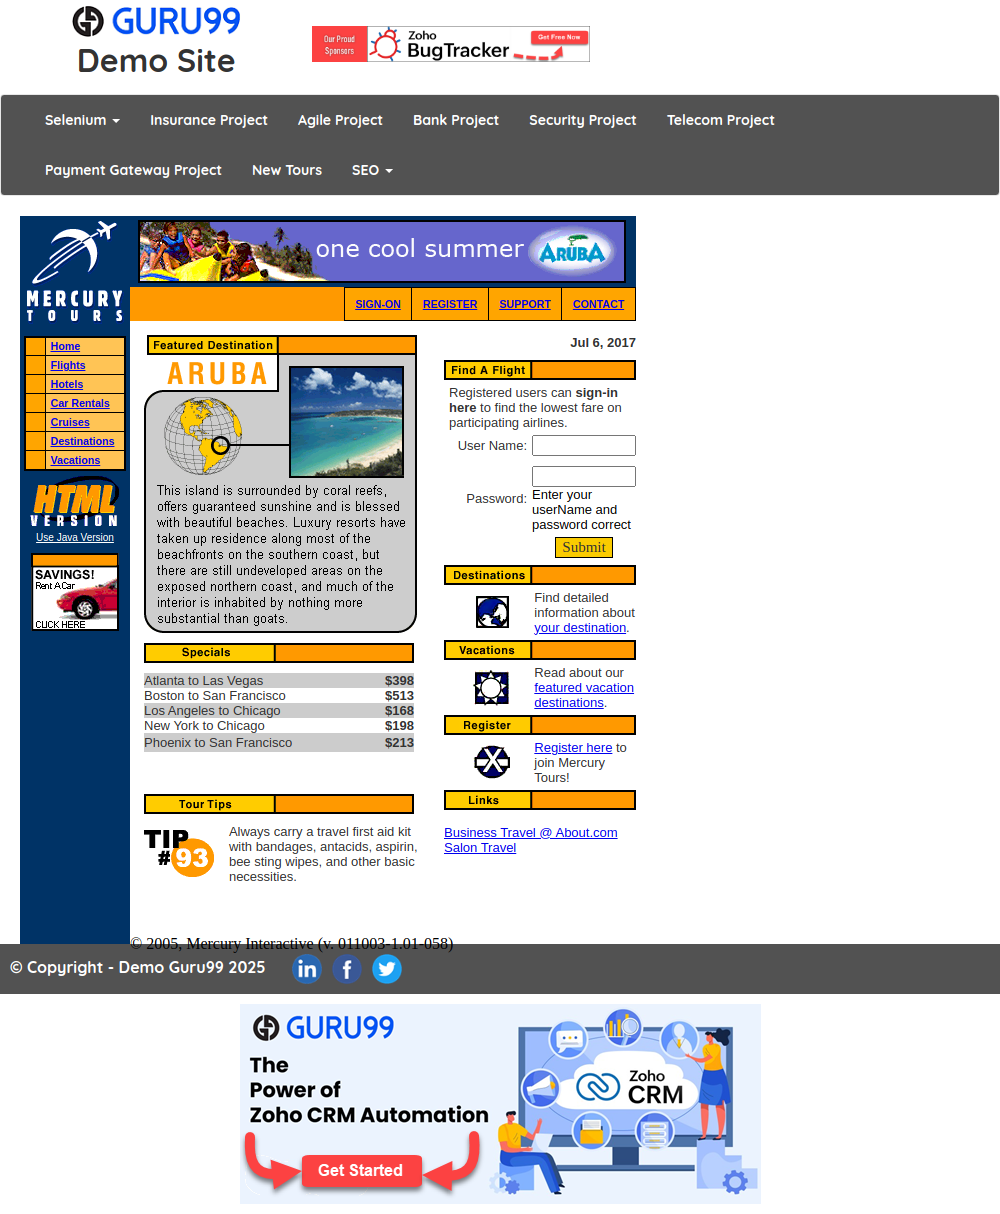 GURU99
Demo Site
Our Proud Sponsors
Zoho
BugTracker
Get Free Now
Selenium
Insurance Project
Agile Project
Bank Project
Security Project
Telecom Project
Payment Gateway Project
New Tours
SEO
MERCURY
TOURS
one cool summer
ARUBA
SIGN-ON
REGISTER
SUPPORT
CONTACT
Home
Flights
Hotels
Car Rentals
Cruises
Destinations
Vacations
HTML
VERSION
Use Java Version
SAVINGS!
Rent A Car
CLICK HERE
Featured Destination
ARUBA
This island is surrounded by coral reefs,
offers guaranteed sunshine and is blessed
with beautiful beaches. Luxury resorts have
taken up residence along most of the
beachfronts on the southern coast, but
there are still undeveloped areas on the
exposed northern coast, and much of the
interior is inhabited by nothing more
substantial than goats.
Specials
Atlanta to Las Vegas $398
Boston to San Francisco $513
Los Angeles to Chicago $168
New York to Chicago $198
Phoenix to San Francisco $213
Tour Tips
TIP
#93
Always carry a travel first aid kit
with bandages, antacids, aspirin,
bee sting wipes, and other basic
necessities.
Jul 6, 2017
Find A Flight
Registered users can sign-in
here to find the lowest fare on
participating airlines.
User Name:
Password:
Enter your
userName and
password correct
Submit
Destinations
Find detailed
information about
your destination.
Vacations
Read about our
featured vacation
destinations.
Register
Register here to
join Mercury
Tours!
Links
Business Travel @ About.com
Salon Travel
© 2005, Mercury Interactive (v. 011003-1.01-058)
© Copyright - Demo Guru99 2025
GURU99
The
Power of
Zoho CRM Automation
Get Started
Zoho
CRM